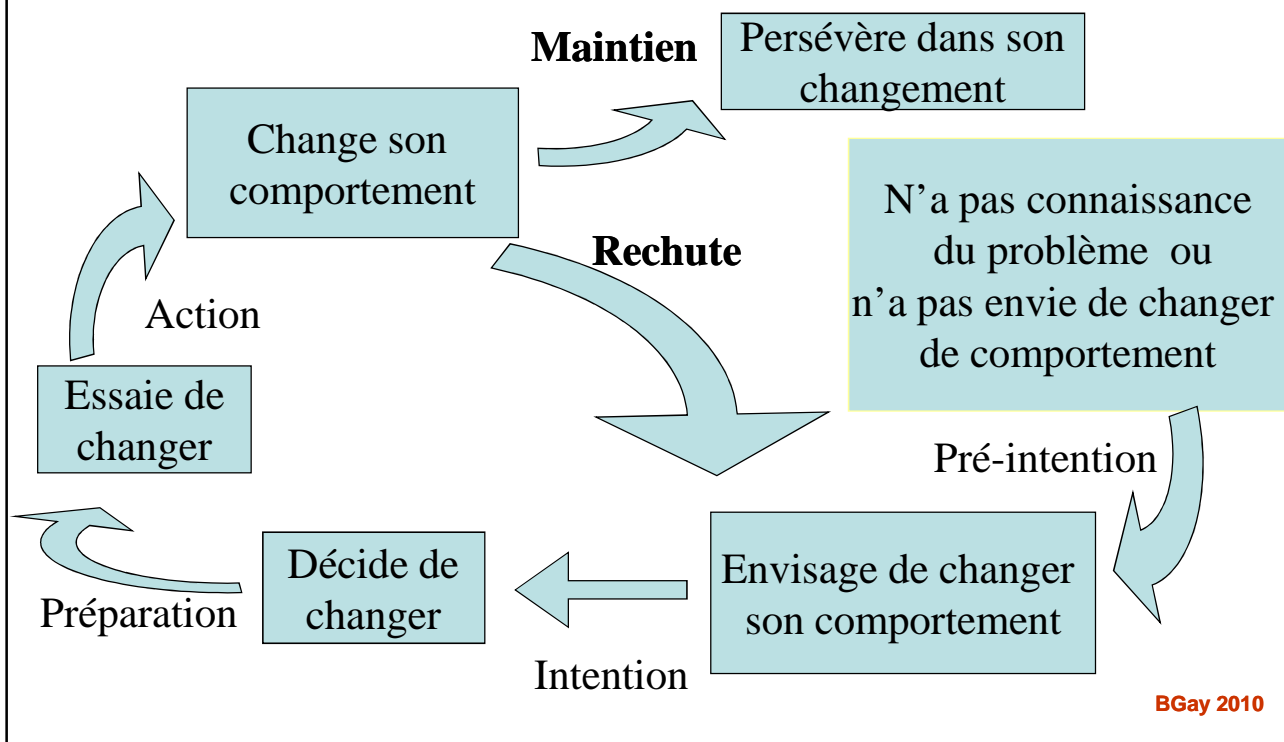 Maintien
Persévère dans son
changement
Change son
comportement
N’a pas connaissance
du problème ou
n’a pas envie de changer
de comportement
Rechute
Action
Essaie de
changer
Pré-intention
Envisage de changer
son comportement
Décide de
changer
Préparation
Intention
BGay 2010